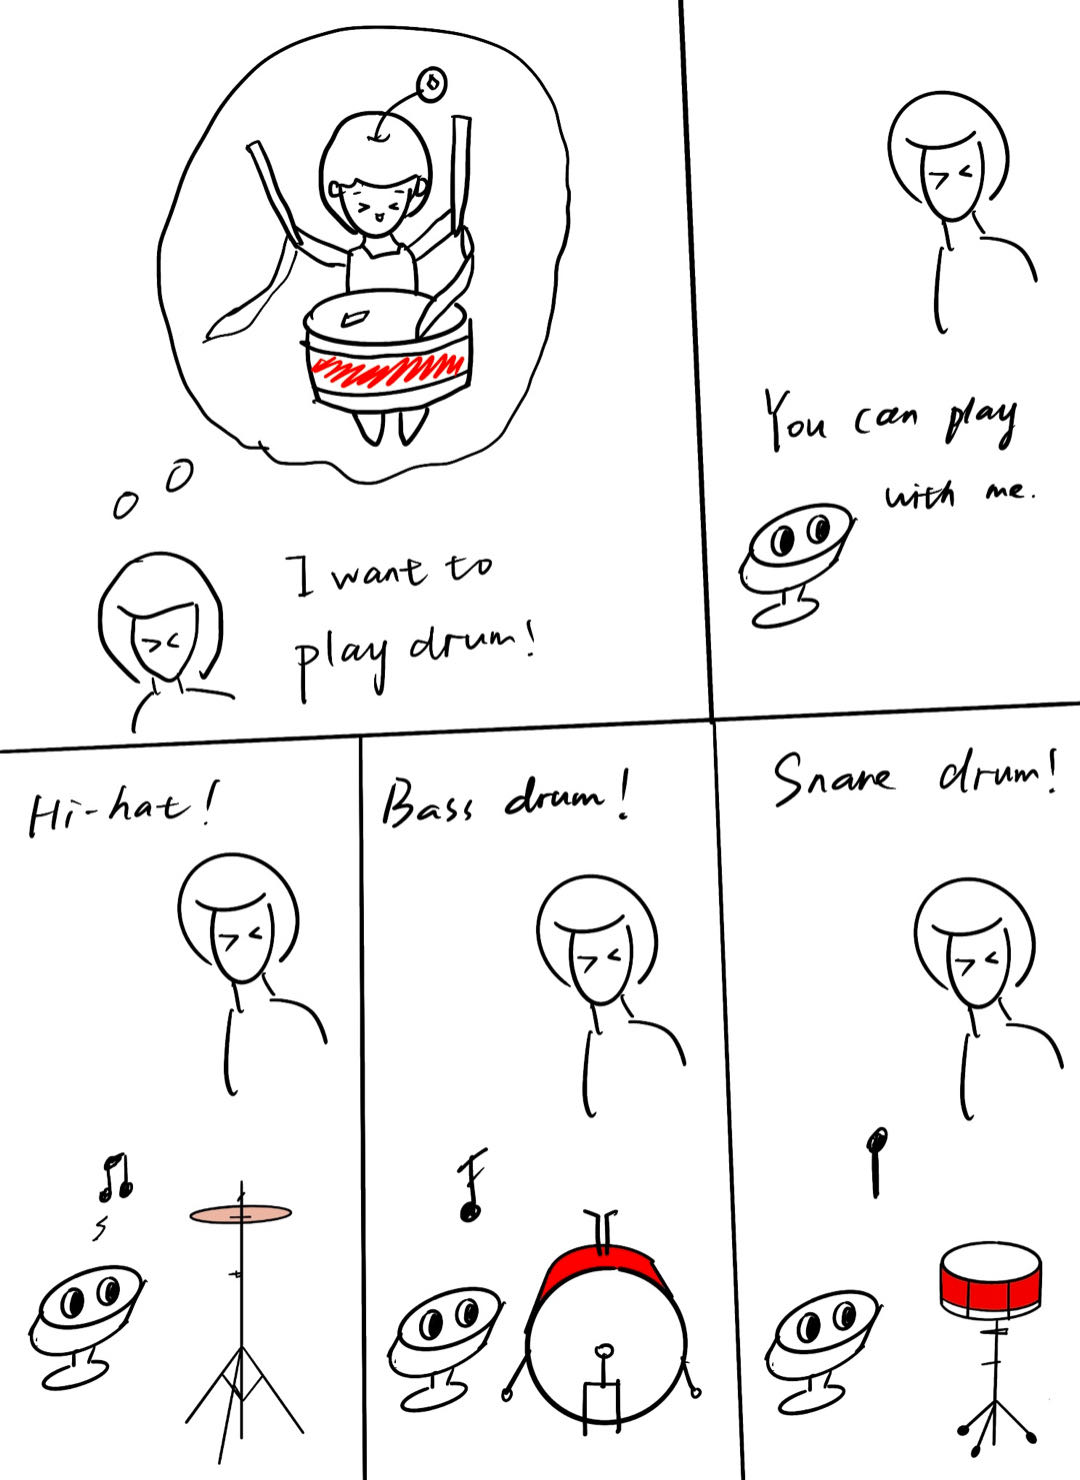 I want to
play drum!
You can play
with me.
Hi-hat!
Bass drum!
Snare drum!